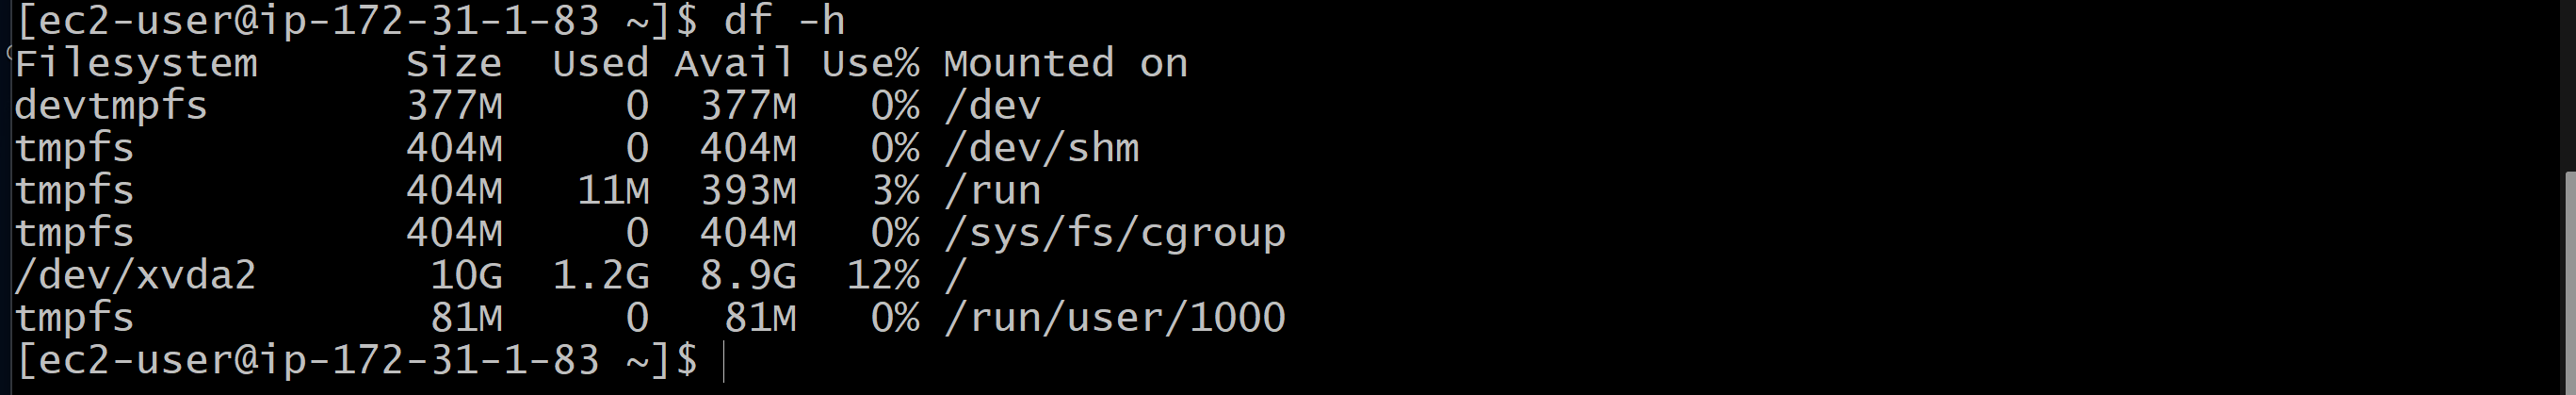 [ec2-user@ip-172-31-1-83 ~]$ df -h
Filesystem      Size  Used Avail Use% Mounted on
devtmpfs        377M     0  377M   0% /dev
tmpfs           404M     0  404M   0% /dev/shm
tmpfs           404M   11M  393M   3% /run
tmpfs           404M     0  404M   0% /sys/fs/cgroup
/dev/xvda2       10G  1.2G  8.9G  12% /
tmpfs            81M     0   81M   0% /run/user/1000
[ec2-user@ip-172-31-1-83 ~]$